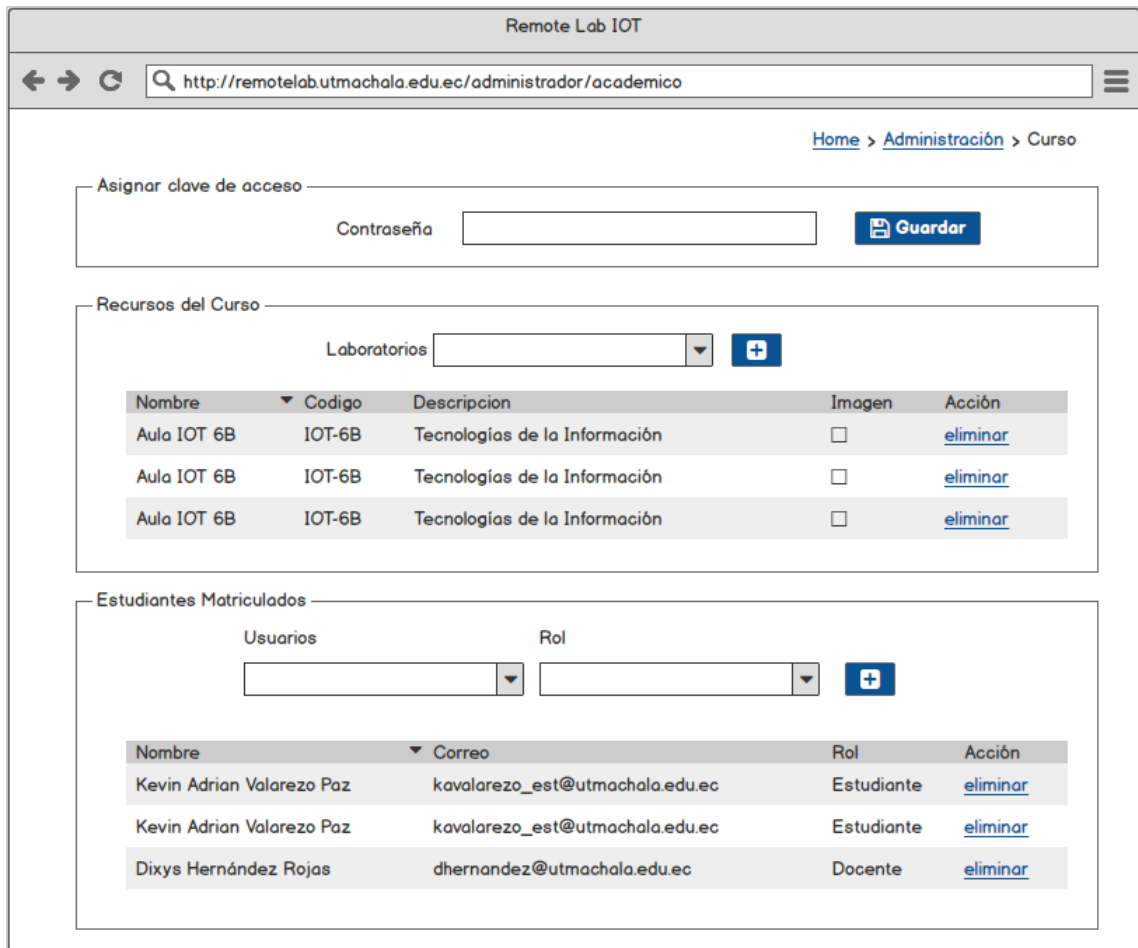 Remote Lab IOT
http://remotelab.utmachala.edu.ec/administrador/academico
Home > Administración > Curso
Asignar clave de acceso
Contraseña Guardar
Recursos del Curso
Laboratorios
Nombre Codigo Descripcion Imagen Acción
Aula IOT 6B IOT-6B Tecnologías de la Información eliminar
Aula IOT 6B IOT-6B Tecnologías de la Información eliminar
Aula IOT 6B IOT-6B Tecnologías de la Información eliminar
Estudiantes Matriculados
Usuarios Rol
Nombre Correo Rol Acción
Kevin Adrian Valarezo Paz kavalarezo_est@utmachala.edu.ec Estudiante eliminar
Kevin Adrian Valarezo Paz kavalarezo_est@utmachala.edu.ec Estudiante eliminar
Dixys Hernández Rojas dhernandez@utmachala.edu.ec Docente eliminar